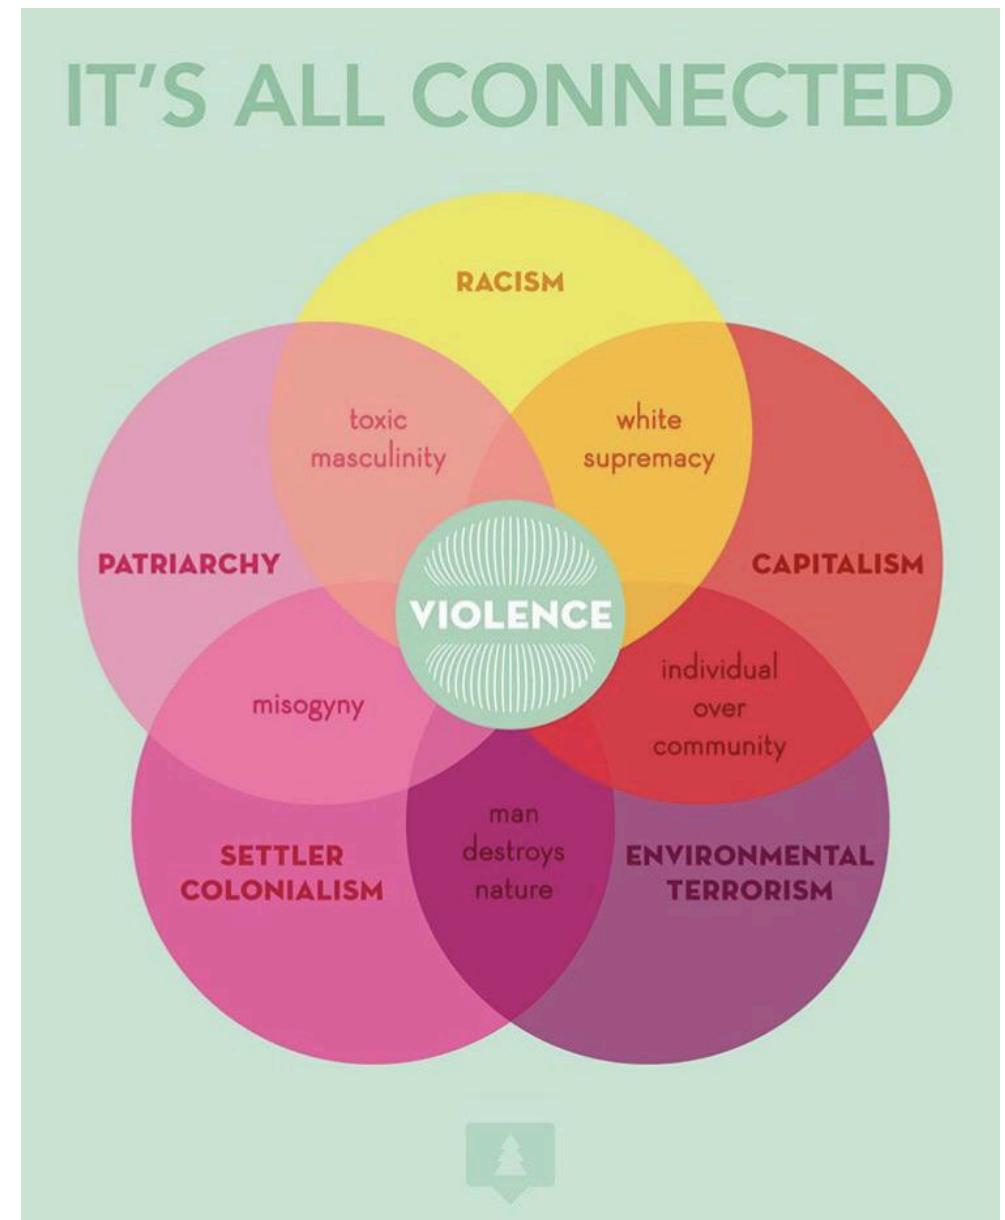 IT'S ALL CONNECTED
RACISM
toxic
masculinity
white
supremacy
PATRIARCHY
CAPITALISM
VIOLENCE
misogyny
individual
over
community
man
destroys
nature
SETTLER
COLONIALISM
ENVIRONMENTAL
TERRORISM